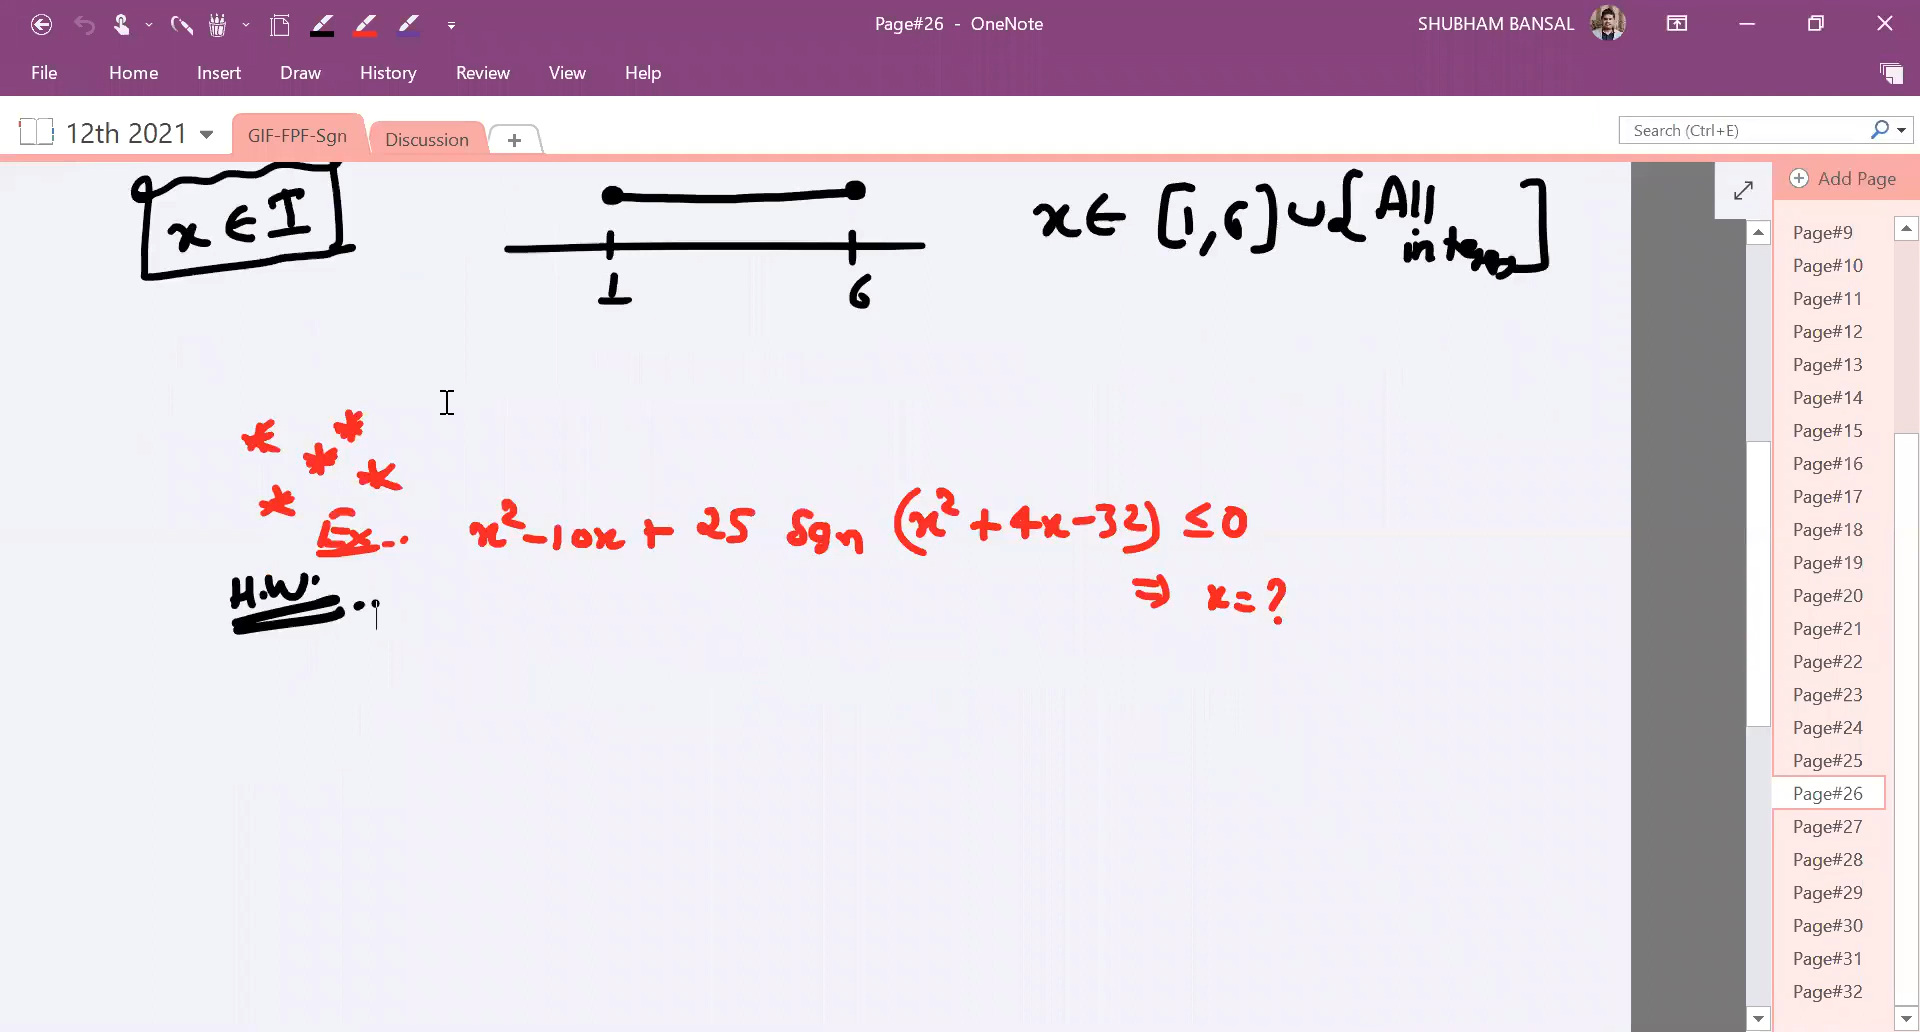 Page#26 - OneNote
SHUBHAM BANSAL
File Home Insert Draw History Review View Help
12th 2021
GIF-FPF-Sgn
Discussion
Search (Ctrl+E)
Add Page
x ∈ I
1 6
x ∈ [1, 6] ∪ [All
Ex..
x² - 10x + 25 Sgn (x² + 4x - 32) ≤ 0
H.W. ..
⇒ x = ?
Page#9
Page#10
Page#11
Page#12
Page#13
Page#14
Page#15
Page#16
Page#17
Page#18
Page#19
Page#20
Page#21
Page#22
Page#23
Page#24
Page#25
Page#26
Page#27
Page#28
Page#29
Page#30
Page#31
Page#32